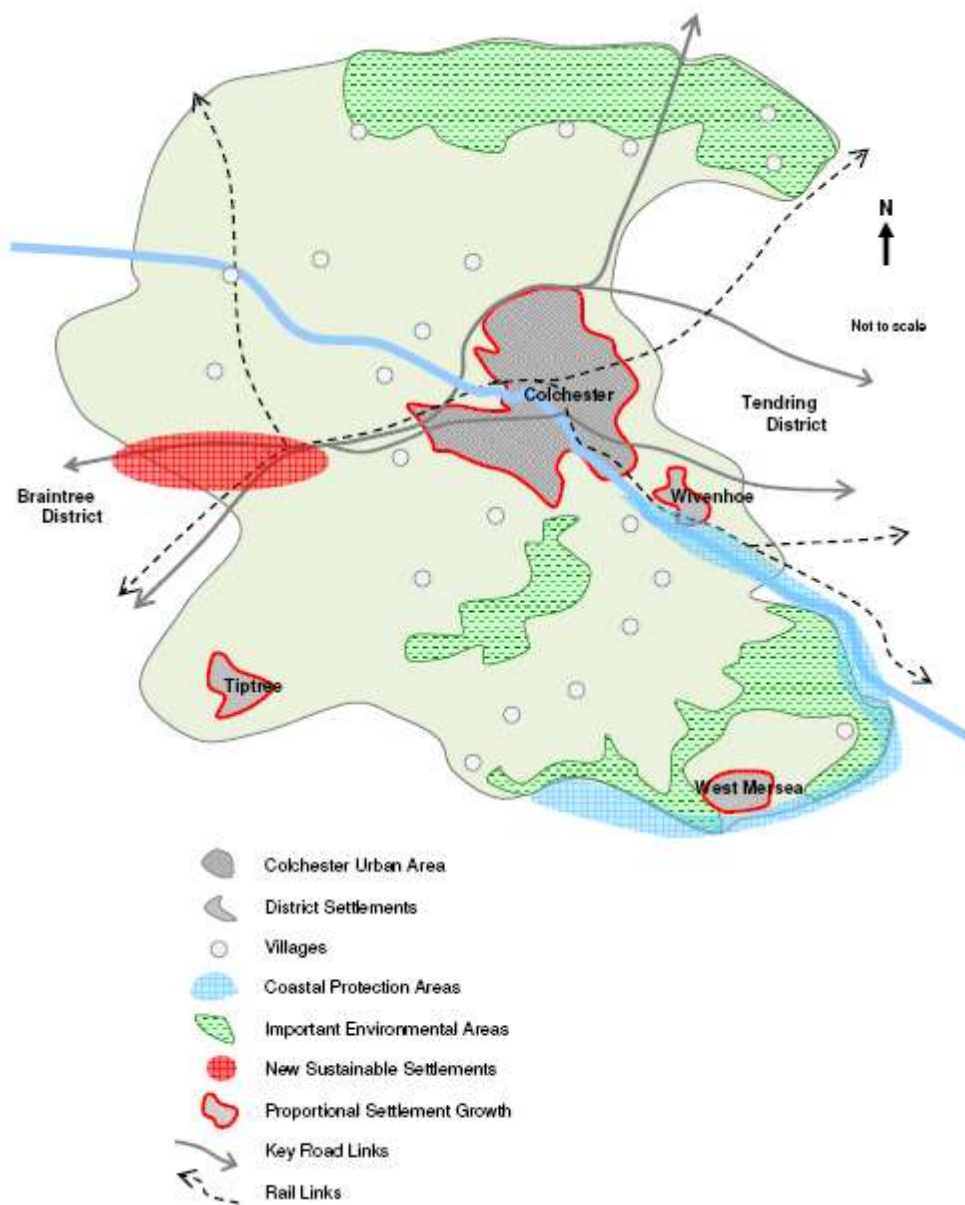 N
Not to scale
Colchester
Tendring
District
Braintree
District
Wivenhoe
Tiptree
West Mersea
Colchester Urban Area
District Settlements
Villages
Coastal Protection Areas
Important Environmental Areas
New Sustainable Settlements
Proportional Settlement Growth
Key Road Links
Rail Links